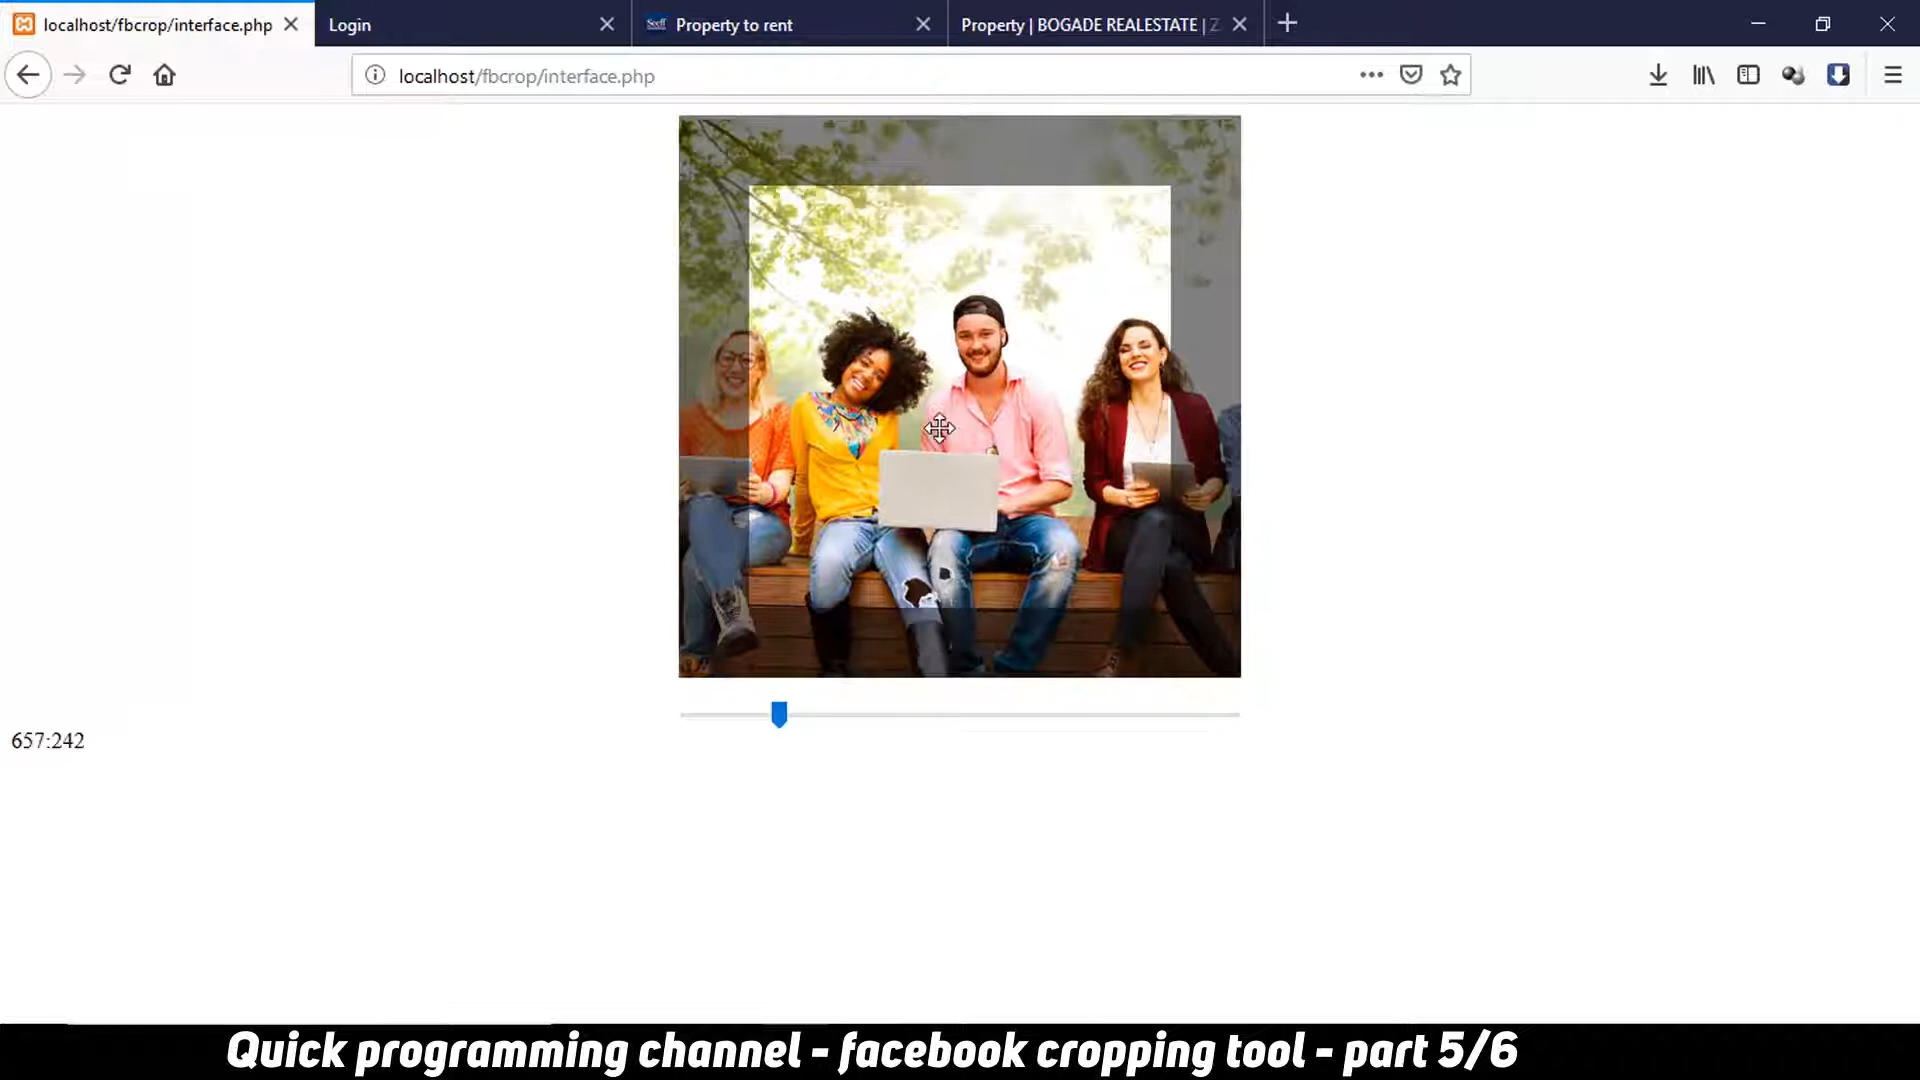 localhost/fbcrop/interface.php
Login
Seeff Property to rent
Property | BOGADE REALESTATE | Z
localhost/fbcrop/interface.php
657:242
Quick programming channel - facebook cropping tool - part 5/6